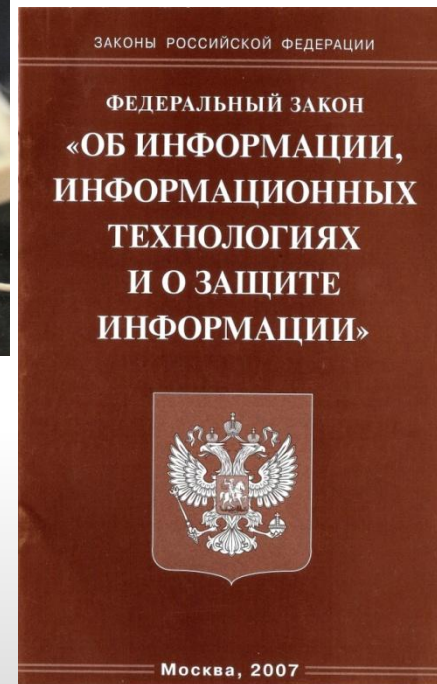 ЗАКОНЫ РОССИЙСКОЙ ФЕДЕРАЦИИ
ФЕДЕРАЛЬНЫЙ ЗАКОН
«ОБ ИНФОРМАЦИИ,
ИНФОРМАЦИОННЫХ
ТЕХНОЛОГИЯХ
И О ЗАЩИТЕ
ИНФОРМАЦИИ»
Москва, 2007